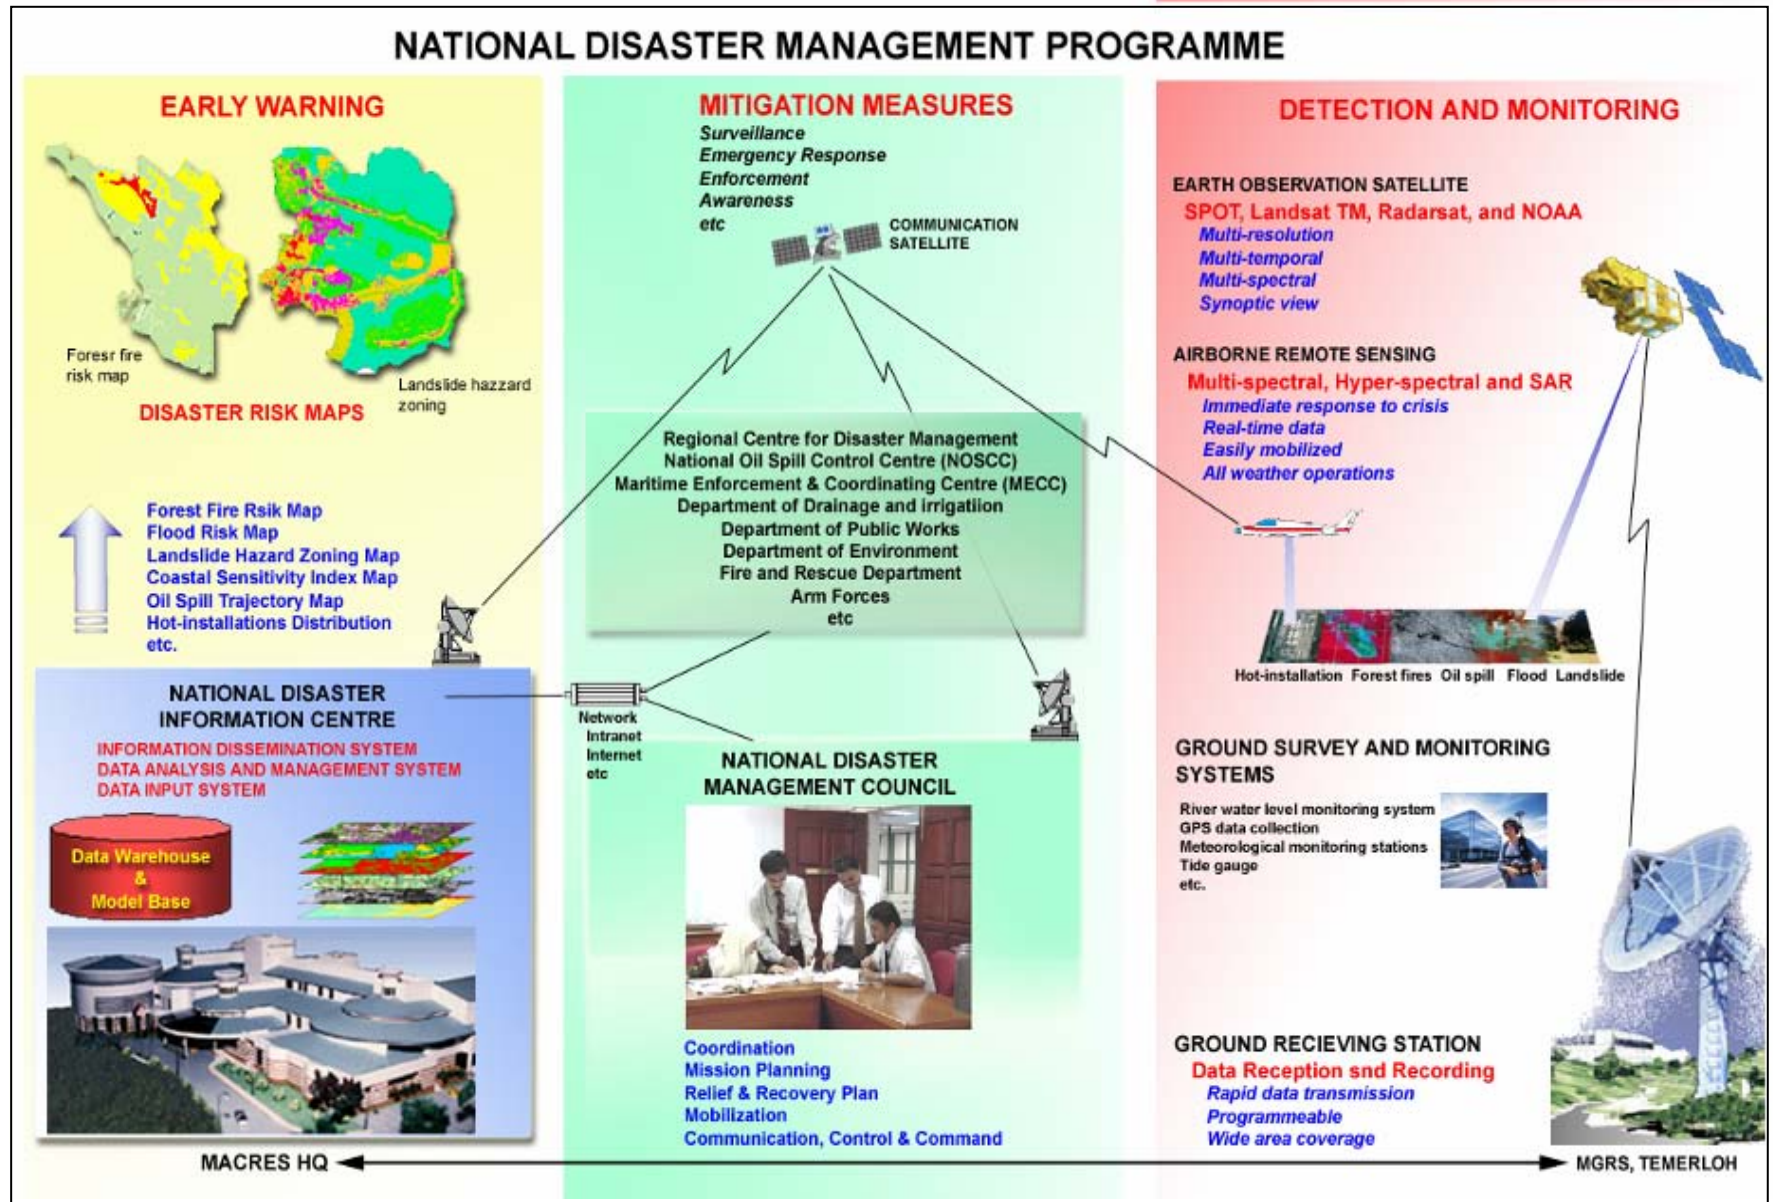 NATIONAL DISASTER MANAGEMENT PROGRAMME
EARLY WARNING
Foresr fire
risk map
Landslide hazzard
zoning
DISASTER RISK MAPS
Forest Fire Rsik Map
Flood Risk Map
Landslide Hazard Zoning Map
Coastal Sensitivity Index Map
Oil Spill Trajectory Map
Hot-installations Distribution
etc.
NATIONAL DISASTER
INFORMATION CENTRE
INFORMATION DISSEMINATION SYSTEM
DATA ANALYSIS AND MANAGEMENT SYSTEM
DATA INPUT SYSTEM
Data Warehouse
&
Model Base
MITIGATION MEASURES
Surveillance
Emergency Response
Enforcement
Awareness
etc
COMMUNICATION
SATELLITE
Regional Centre for Disaster Management
National Oil Spill Control Centre (NOSCC)
Maritime Enforcement & Coordinating Centre (MECC)
Department of Drainage and irrigatiion
Department of Public Works
Department of Environment
Fire and Rescue Department
Arm Forces
etc
Network
Intranet
Internet
etc
NATIONAL DISASTER
MANAGEMENT COUNCIL
Coordination
Mission Planning
Relief & Recovery Plan
Mobilization
Communication, Control & Command
DETECTION AND MONITORING
EARTH OBSERVATION SATELLITE
SPOT, Landsat TM, Radarsat, and NOAA
Multi-resolution
Multi-temporal
Multi-spectral
Synoptic view
AIRBORNE REMOTE SENSING
Multi-spectral, Hyper-spectral and SAR
Immediate response to crisis
Real-time data
Easily mobilized
All weather operations
Hot-installation Forest fires Oil spill Flood Landslide
GROUND SURVEY AND MONITORING
SYSTEMS
River water level monitoring system
GPS data collection
Meteorological monitoring stations
Tide gauge
etc.
GROUND RECIEVING STATION
Data Reception snd Recording
Rapid data transmission
Programmeable
Wide area coverage
MACRES HQ
MGRS, TEMERLOH